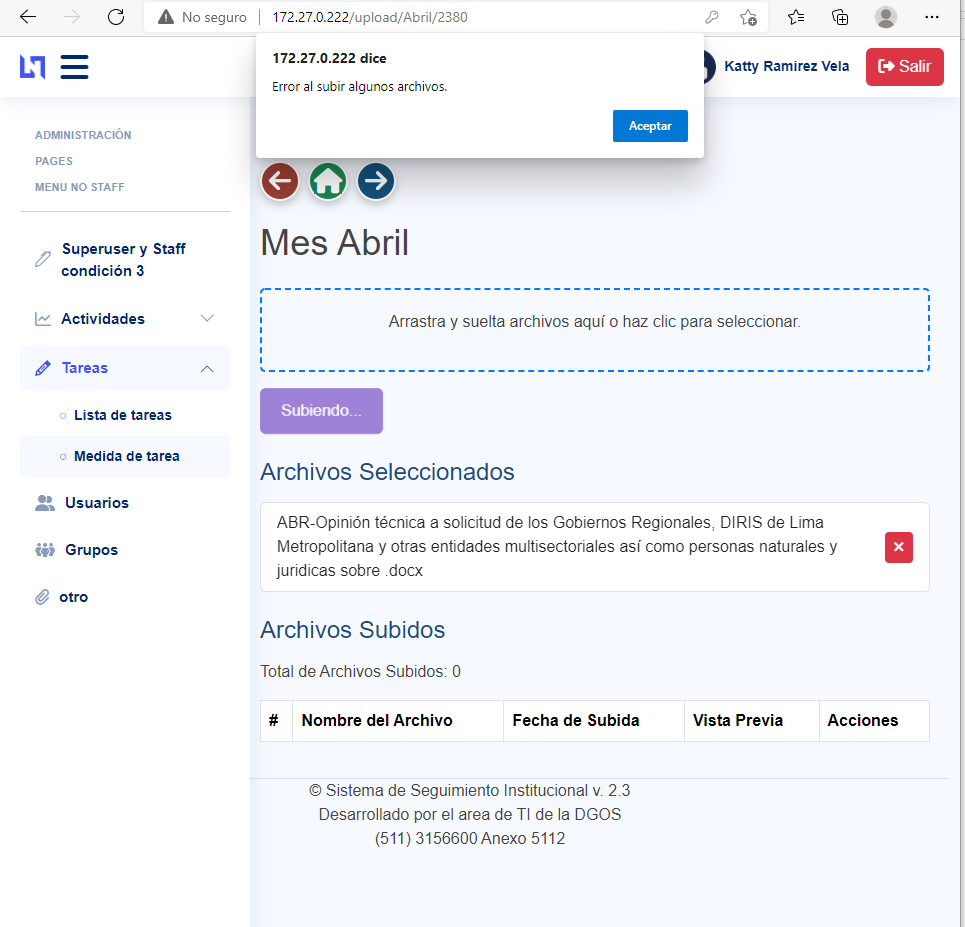 No seguro
172.27.0.222/upload/Abril/2380
172.27.0.222 dice
Error al subir algunos archivos.
Aceptar
Katty Ramirez Vela
Salir
ADMINISTRACIÓN
PAGES
MENU NO STAFF
Superuser y Staff
condición 3
Actividades
Tareas
Lista de tareas
Medida de tarea
Usuarios
Grupos
otro
Mes Abril
Arrastra y suelta archivos aquí o haz clic para seleccionar.
Subiendo...
Archivos Seleccionados
ABR-Opinión técnica a solicitud de los Gobiernos Regionales, DIRIS de Lima
Metropolitana y otras entidades multisectoriales así como personas naturales y
juridicas sobre .docx
Archivos Subidos
Total de Archivos Subidos: 0
# Nombre del Archivo Fecha de Subida Vista Previa Acciones
© Sistema de Seguimiento Institucional v. 2.3
Desarrollado por el area de TI de la DGOS
(511) 3156600 Anexo 5112